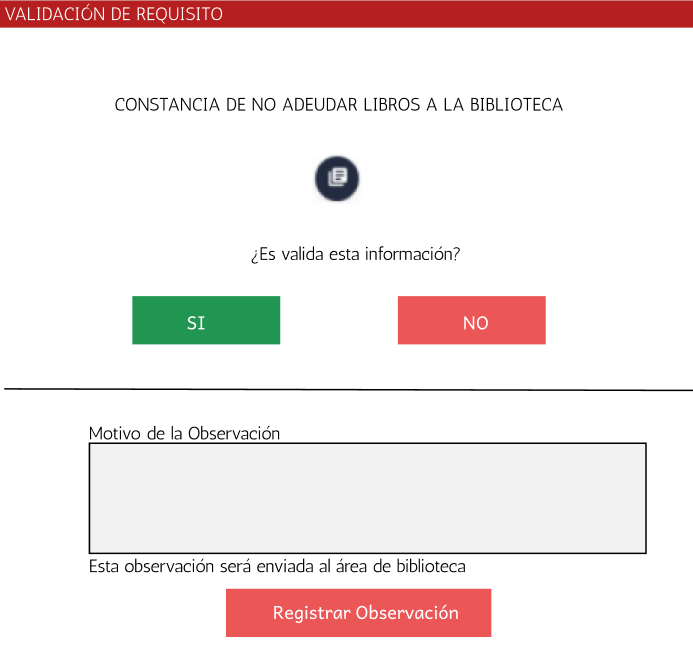 VALIDACIÓN DE REQUISITO
CONSTANCIA DE NO ADEUDAR LIBROS A LA BIBLIOTECA
¿Es valida esta información?
SI
NO
Motivo de la Observación
Esta observación será enviada al área de biblioteca
Registrar Observación